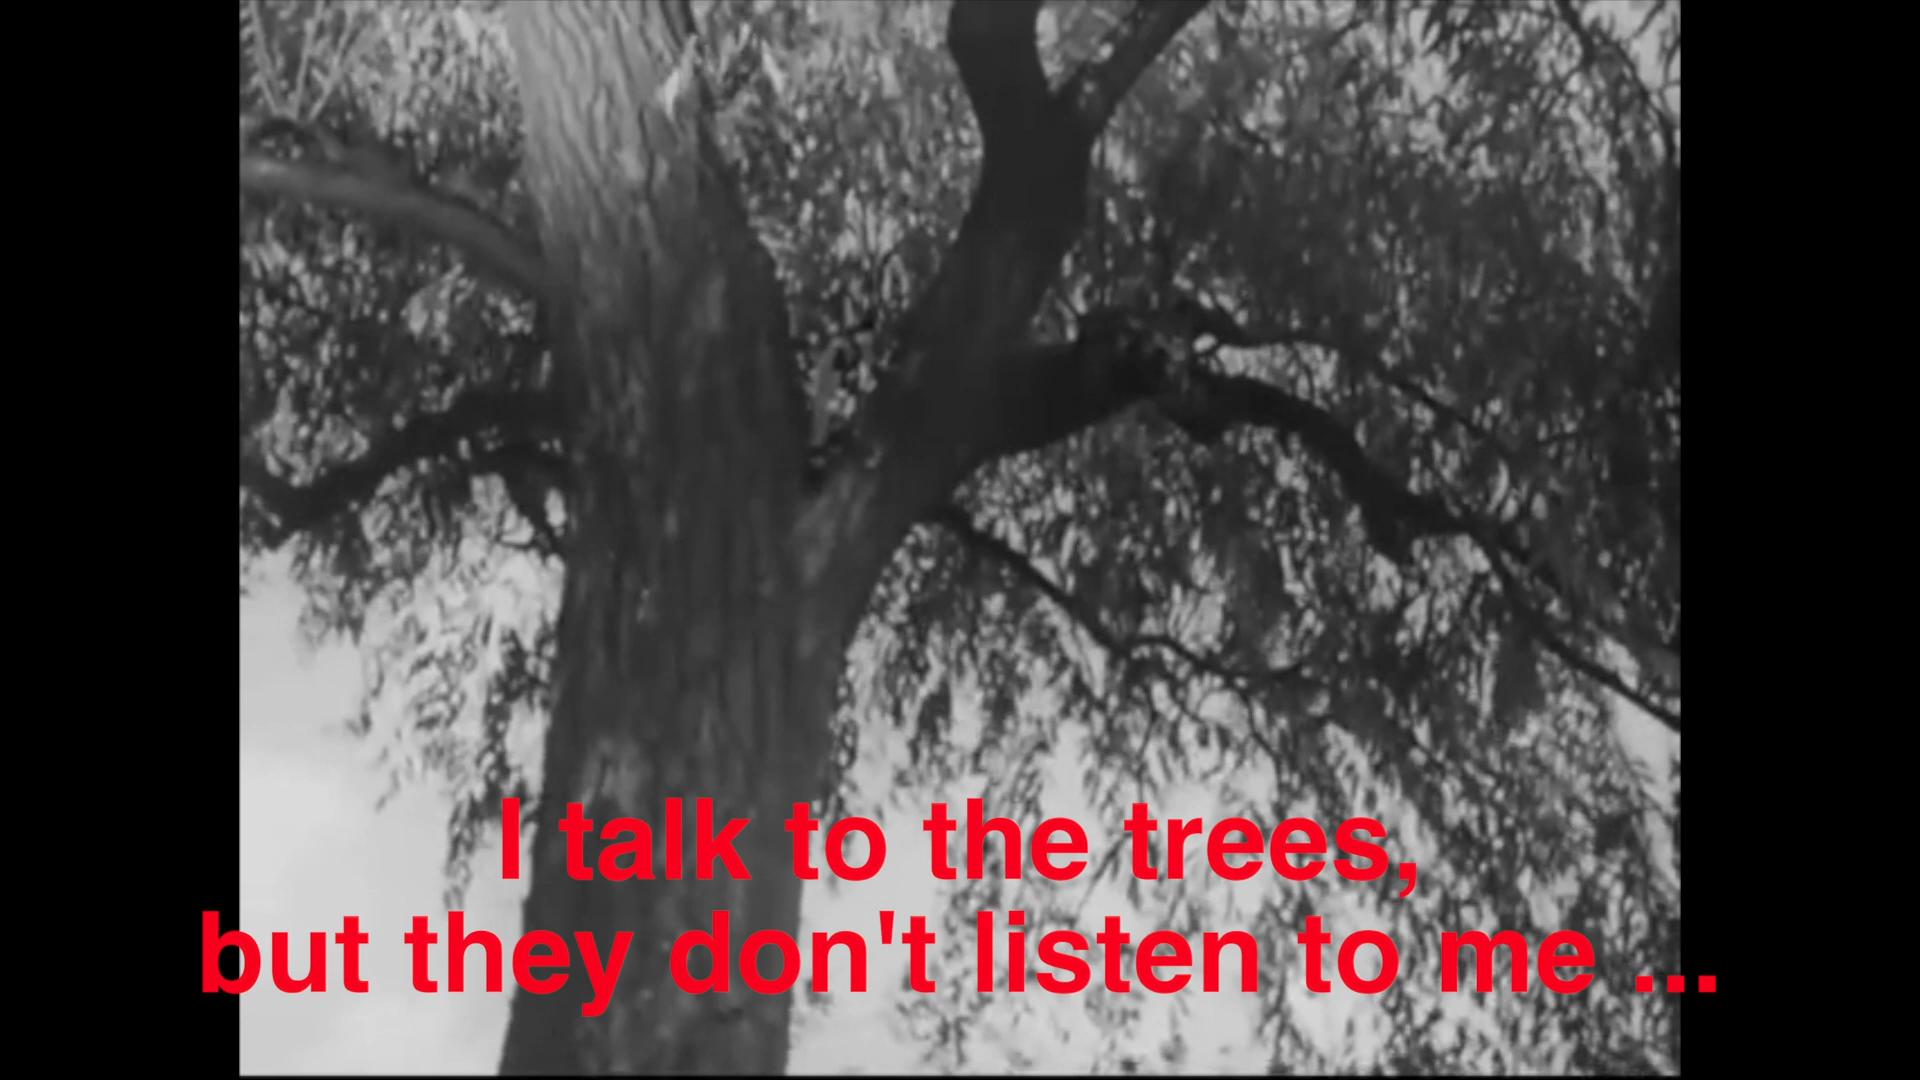 I talk to the trees,
but they don't listen to me ...